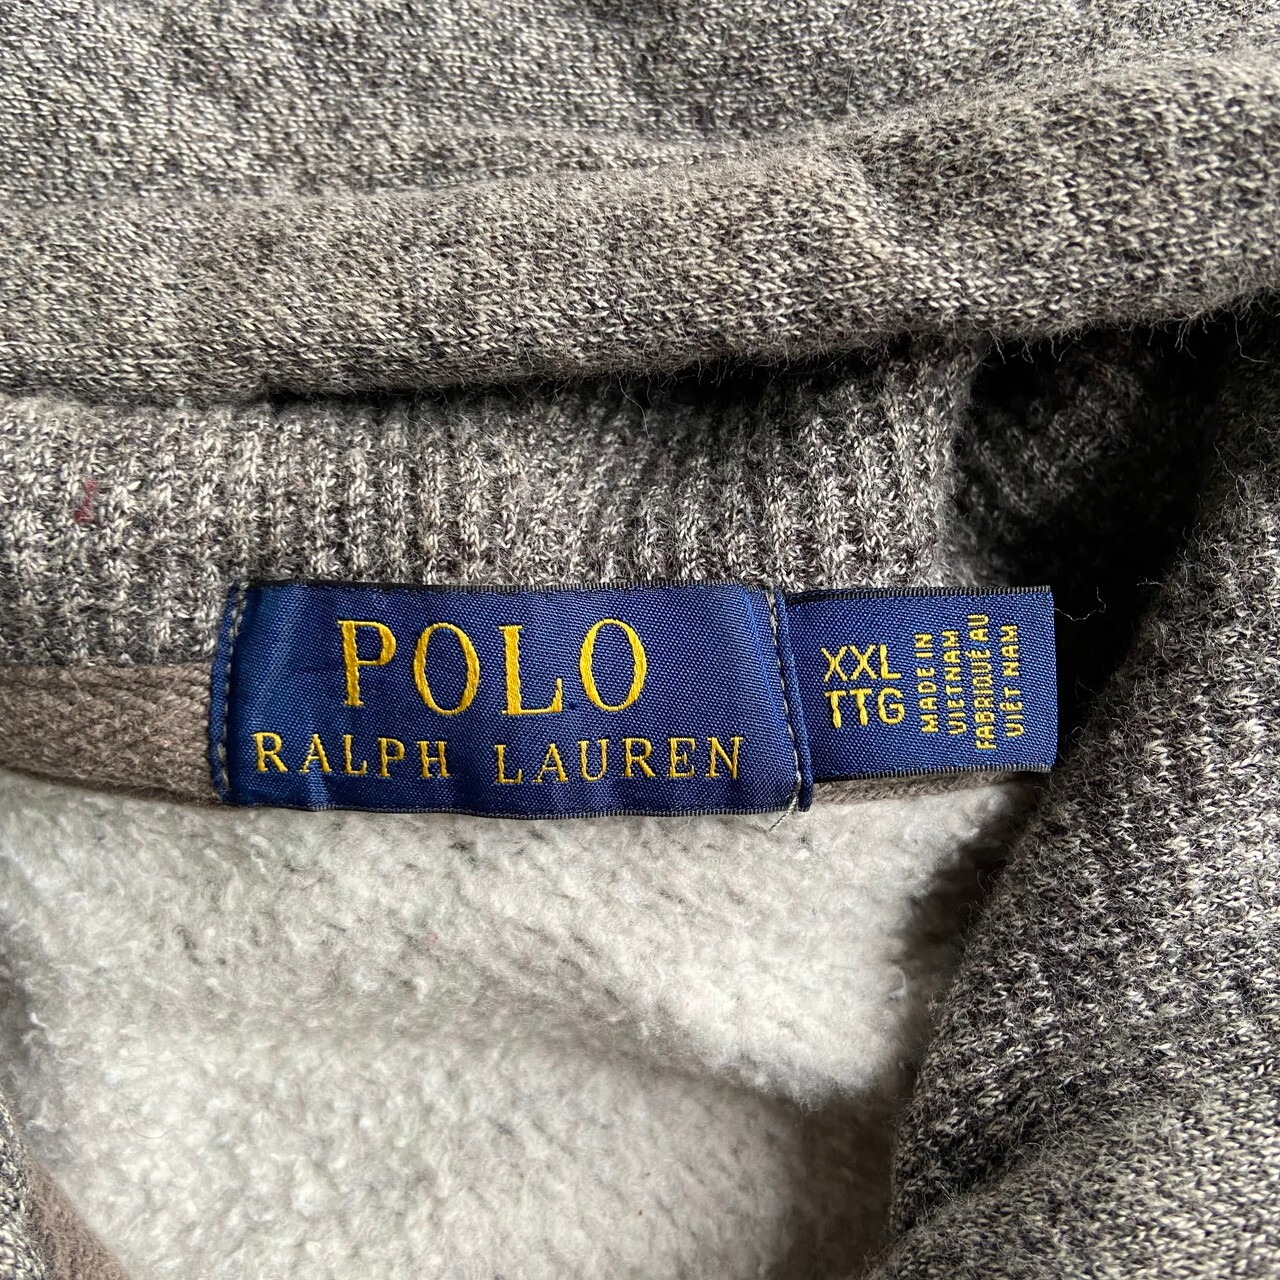 POLO
RALPH LAUREN
XXL
TTG
MADE IN
VIETNAM
FABRIQUÉ AU
VIÊT NAM